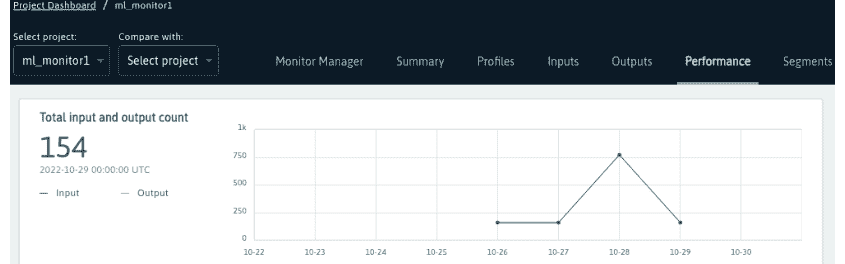 Project Dashboard / ml_monitor1
Select project: Compare with:
ml_monitor1 Select project Monitor Manager Summary Profiles Inputs Outputs Performance Segments
Total input and output count
154
2022-10-29 00:00:00 UTC
Input Output
1k
750
500
250
0
10-22 10-23 10-24 10-25 10-26 10-27 10-28 10-29 10-30